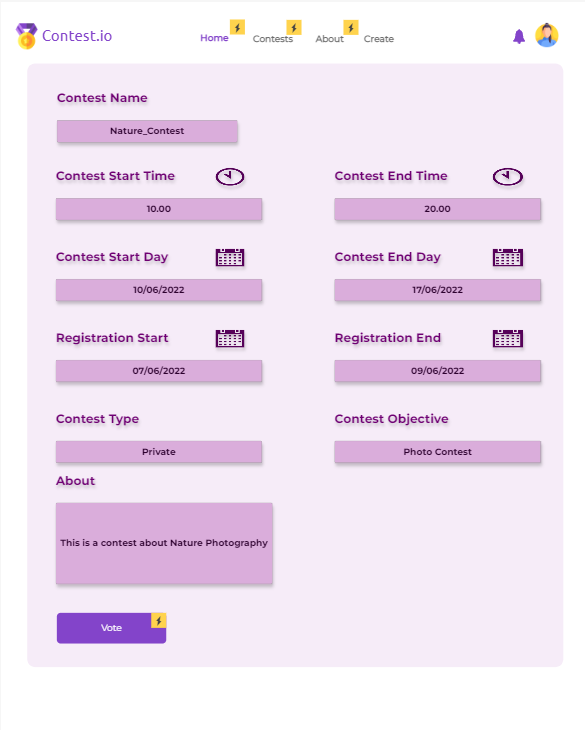 Contest.io
Home Contests About Create
Contest Name
Nature_Contest
Contest Start Time Contest End Time
10.00 20.00
Contest Start Day Contest End Day
10/06/2022 17/06/2022
Registration Start Registration End
07/06/2022 09/06/2022
Contest Type Contest Objective
Private Photo Contest
About
This is a contest about Nature Photography
Vote